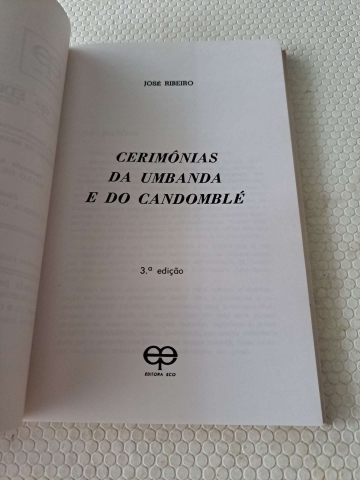 JOSÉ RIBEIRO
CERIMÔNIAS
DA UMBANDA
E DO CANDOMBLÉ
3.ª edição
EDITORA ECO